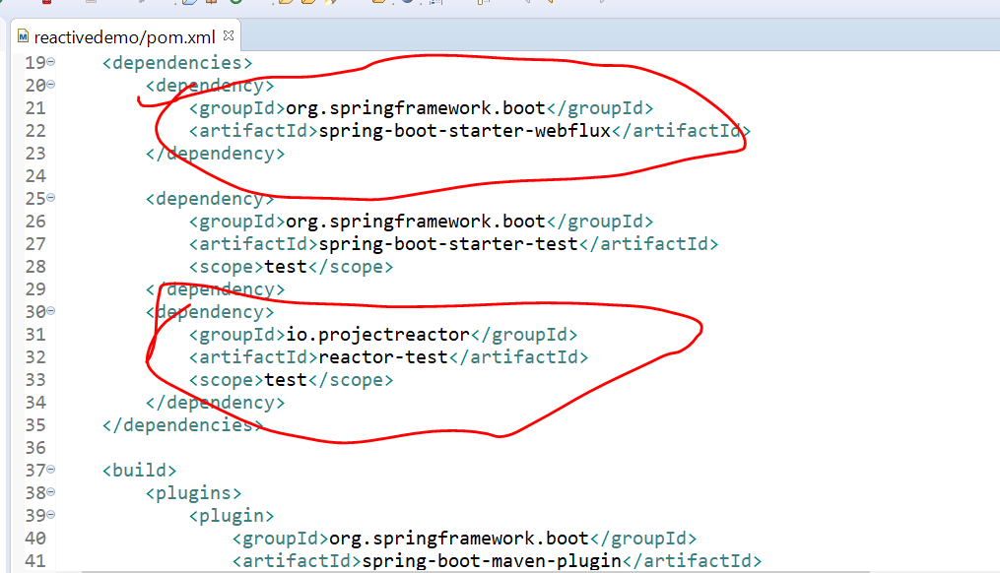 reactivedemo/pom.xml
19 <dependencies>
20 <dependency>
21 <groupId>org.springframework.boot</groupId>
22 <artifactId>spring-boot-starter-webflux</artifactId>
23 </dependency>
24
25 <dependency>
26 <groupId>org.springframework.boot</groupId>
27 <artifactId>spring-boot-starter-test</artifactId>
28 <scope>test</scope>
29 </dependency>
30 <dependency>
31 <groupId>io.projectreactor</groupId>
32 <artifactId>reactor-test</artifactId>
33 <scope>test</scope>
34 </dependency>
35 </dependencies>
36
37 <build>
38 <plugins>
39 <plugin>
40 <groupId>org.springframework.boot</groupId>
41 <artifactId>spring-boot-maven-plugin</artifactId>